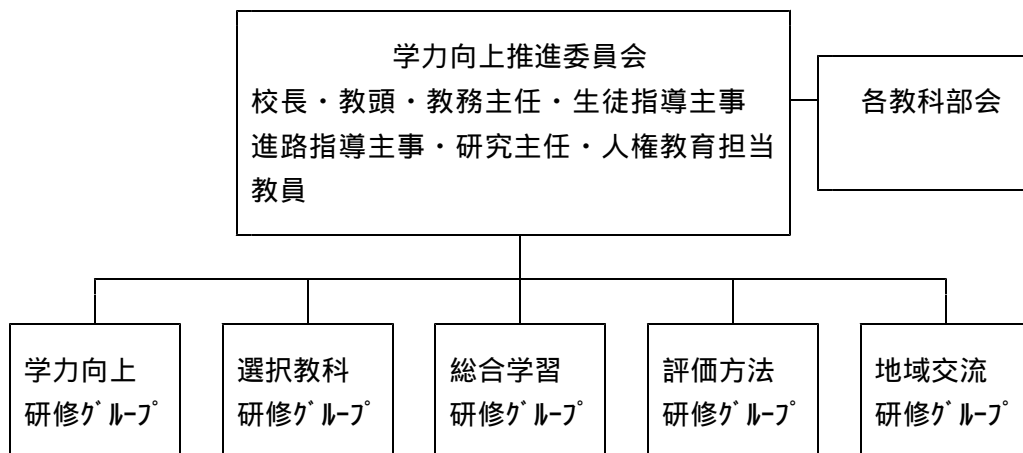 学力向上推進委員会
校長・教頭・教務主任・生徒指導主事
進路指導主事・研究主任・人権教育担当
教員
各教科部会
学力向上
研修ｸﾞﾙｰﾌﾟ
選択教科
研修ｸﾞﾙｰﾌﾟ
総合学習
研修ｸﾞﾙｰﾌﾟ
評価方法
研修ｸﾞﾙｰﾌﾟ
地域交流
研修ｸﾞﾙｰﾌﾟ